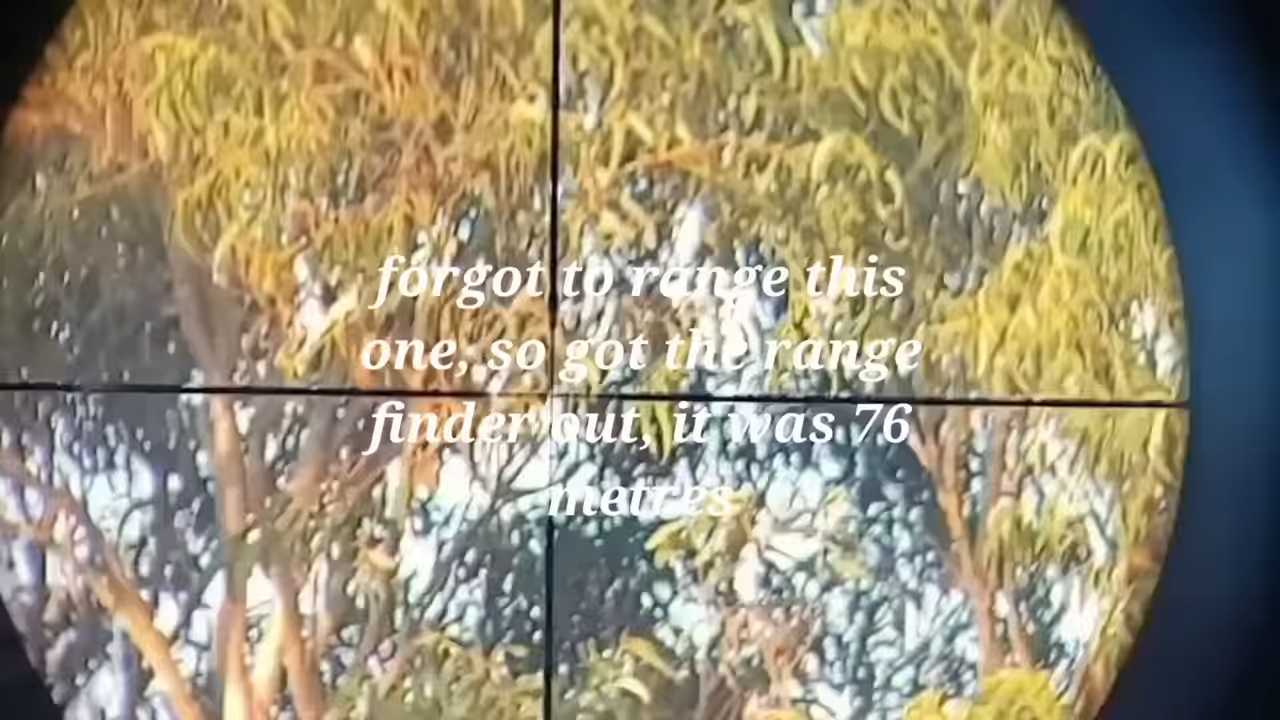 forgot to range this
one, so got the range
finder out, it was 76
metres